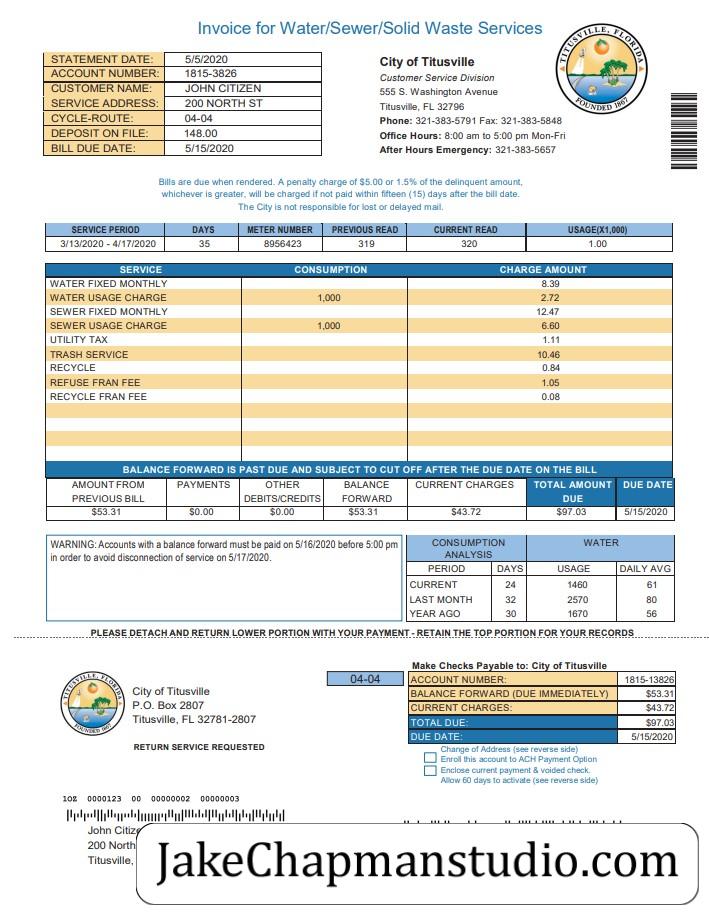 Invoice for Water/Sewer/Solid Waste Services
STATEMENT DATE: 5/5/2020
ACCOUNT NUMBER: 1815-3826
CUSTOMER NAME: JOHN CITIZEN
SERVICE ADDRESS: 200 NORTH ST
CYCLE-ROUTE: 04-04
DEPOSIT ON FILE: 148.00
BILL DUE DATE: 5/15/2020
City of Titusville
Customer Service Division
555 S. Washington Avenue
Titusville, FL 32796
Phone: 321-383-5791 Fax: 321-383-5848
Office Hours: 8:00 am to 5:00 pm Mon-Fri
After Hours Emergency: 321-383-5657
TITUSVILLE, FLORIDA
FOUNDED 1867
Bills are due when rendered. A penalty charge of $5.00 or 1.5% of the delinquent amount,
whichever is greater, will be charged if not paid within fifteen (15) days after the bill date.
The City is not responsible for lost or delayed mail.
SERVICE PERIOD DAYS METER NUMBER PREVIOUS READ CURRENT READ USAGE(X1,000)
3/13/2020 - 4/17/2020 35 8956423 319 320 1.00
SERVICE CONSUMPTION CHARGE AMOUNT
WATER FIXED MONTHLY 8.39
WATER USAGE CHARGE 1,000 2.72
SEWER FIXED MONTHLY 12.47
SEWER USAGE CHARGE 1,000 6.60
UTILITY TAX 1.11
TRASH SERVICE 10.46
RECYCLE 0.84
REFUSE FRAN FEE 1.05
RECYCLE FRAN FEE 0.08
BALANCE FORWARD IS PAST DUE AND SUBJECT TO CUT OFF AFTER THE DUE DATE ON THE BILL
AMOUNT FROM PAYMENTS OTHER BALANCE CURRENT CHARGES TOTAL AMOUNT DUE DATE
PREVIOUS BILL DEBITS/CREDITS FORWARD DUE
$53.31 $0.00 $0.00 $53.31 $43.72 $97.03 5/15/2020
WARNING: Accounts with a balance forward must be paid on 5/16/2020 before 5:00 pm
in order to avoid disconnection of service on 5/17/2020.
CONSUMPTION WATER
ANALYSIS
PERIOD DAYS USAGE DAILY AVG
CURRENT 24 1460 61
LAST MONTH 32 2570 80
YEAR AGO 30 1670 56
PLEASE DETACH AND RETURN LOWER PORTION WITH YOUR PAYMENT - RETAIN THE TOP PORTION FOR YOUR RECORDS
TITUSVILLE, FLORIDA
FOUNDED 1867
City of Titusville
P.O. Box 2807
Titusville, FL 32781-2807
RETURN SERVICE REQUESTED
04-04
Make Checks Payable to: City of Titusville
ACCOUNT NUMBER: 1815-13826
BALANCE FORWARD (DUE IMMEDIATELY) $53.31
CURRENT CHARGES: $43.72
TOTAL DUE: $97.03
DUE DATE: 5/15/2020
Change of Address (see reverse side)
Enroll this account to ACH Payment Option
Enclose current payment & voided check.
Allow 60 days to activate (see reverse side)
10% 0000123 00 00000002 00000003
John Citize
200 North
Titusville,
JakeChapmanstudio.com